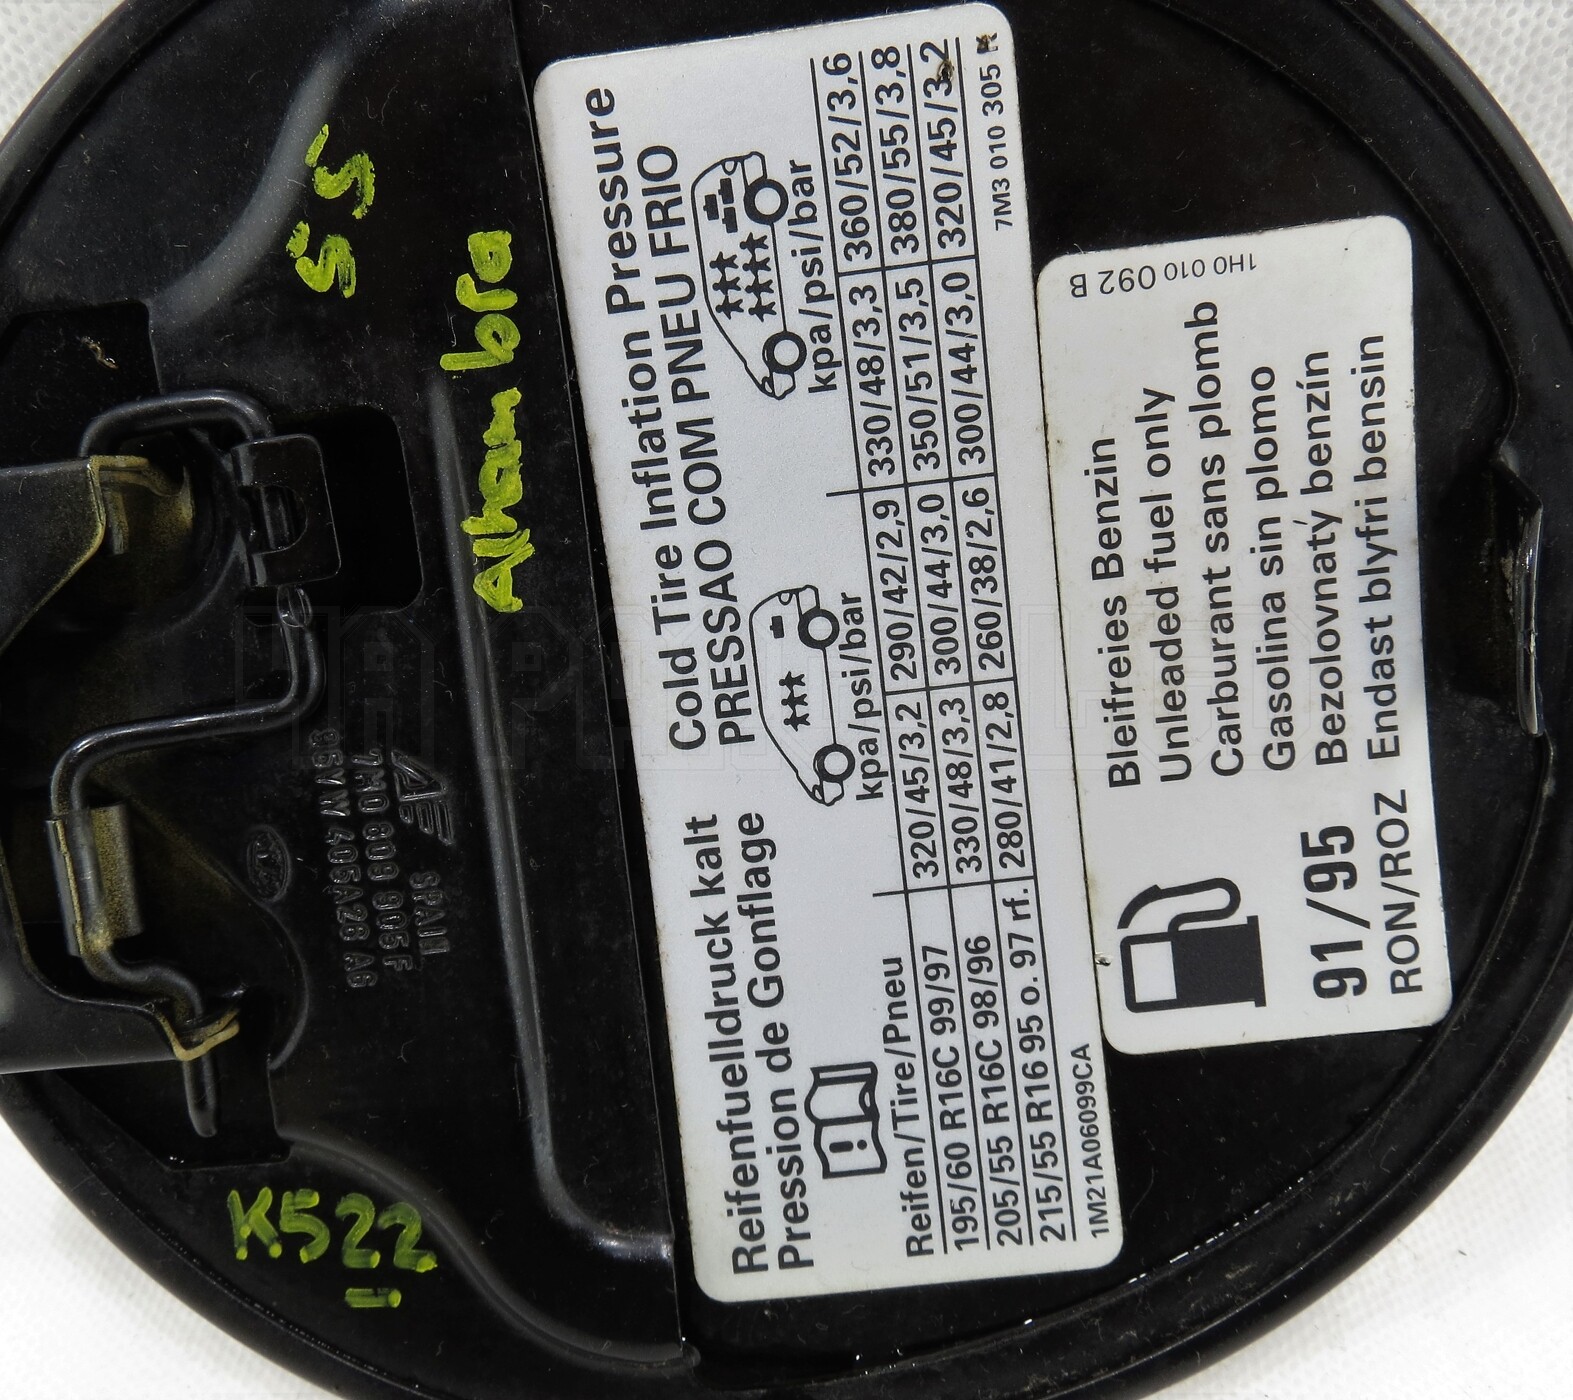 K522
Alhambra
SPAIN
7M0 809 905 F
Reifenfuelldruck kalt Cold Tire Inflation Pressure
Pression de Gonflage PRESSAO COM PNEU FRIO
kpa/psi/bar kpa/psi/bar
Reifen/Tire/Pneu
195/60 R16C 99/97 320/45/3,2 290/42/2,9 330/48/3,3 360/52/3,6
205/55 R16C 98/96 330/48/3,3 300/44/3,0 350/51/3,5 380/55/3,8
215/55 R16 95 o. 97 rf. 280/41/2,8 260/38/2,6 300/44/3,0 320/45/3,2
1M21A06099CA 7M3 010 305 R
Bleifreies Benzin
Unleaded fuel only
Carburant sans plomb
Gasolina sin plomo
Bezolovnatý benzín
Endast blyfri bensin
91/95
RON/ROZ
1H0 010 092 B